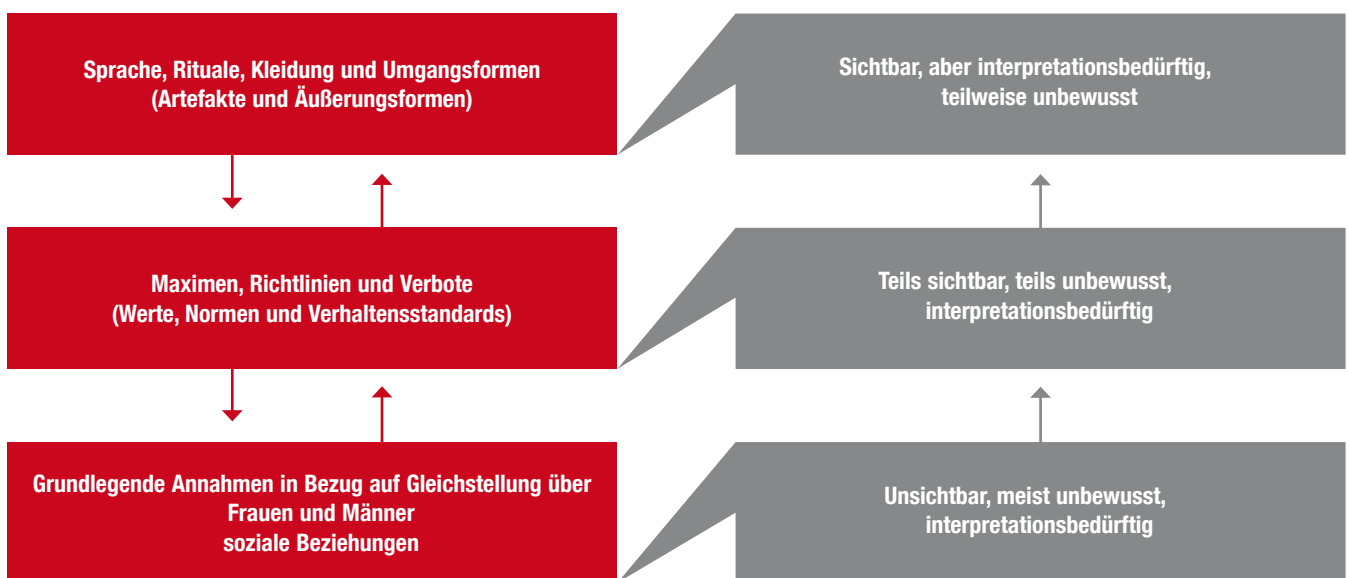 Sprache, Rituale, Kleidung und Umgangsformen
(Artefakte und Äußerungsformen)
Sichtbar, aber interpretationsbedürftig,
teilweise unbewusst
Maximen, Richtlinien und Verbote
(Werte, Normen und Verhaltensstandards)
Teils sichtbar, teils unbewusst,
interpretationsbedürftig
Grundlegende Annahmen in Bezug auf Gleichstellung über
Frauen und Männer
soziale Beziehungen
Unsichtbar, meist unbewusst,
interpretationsbedürftig